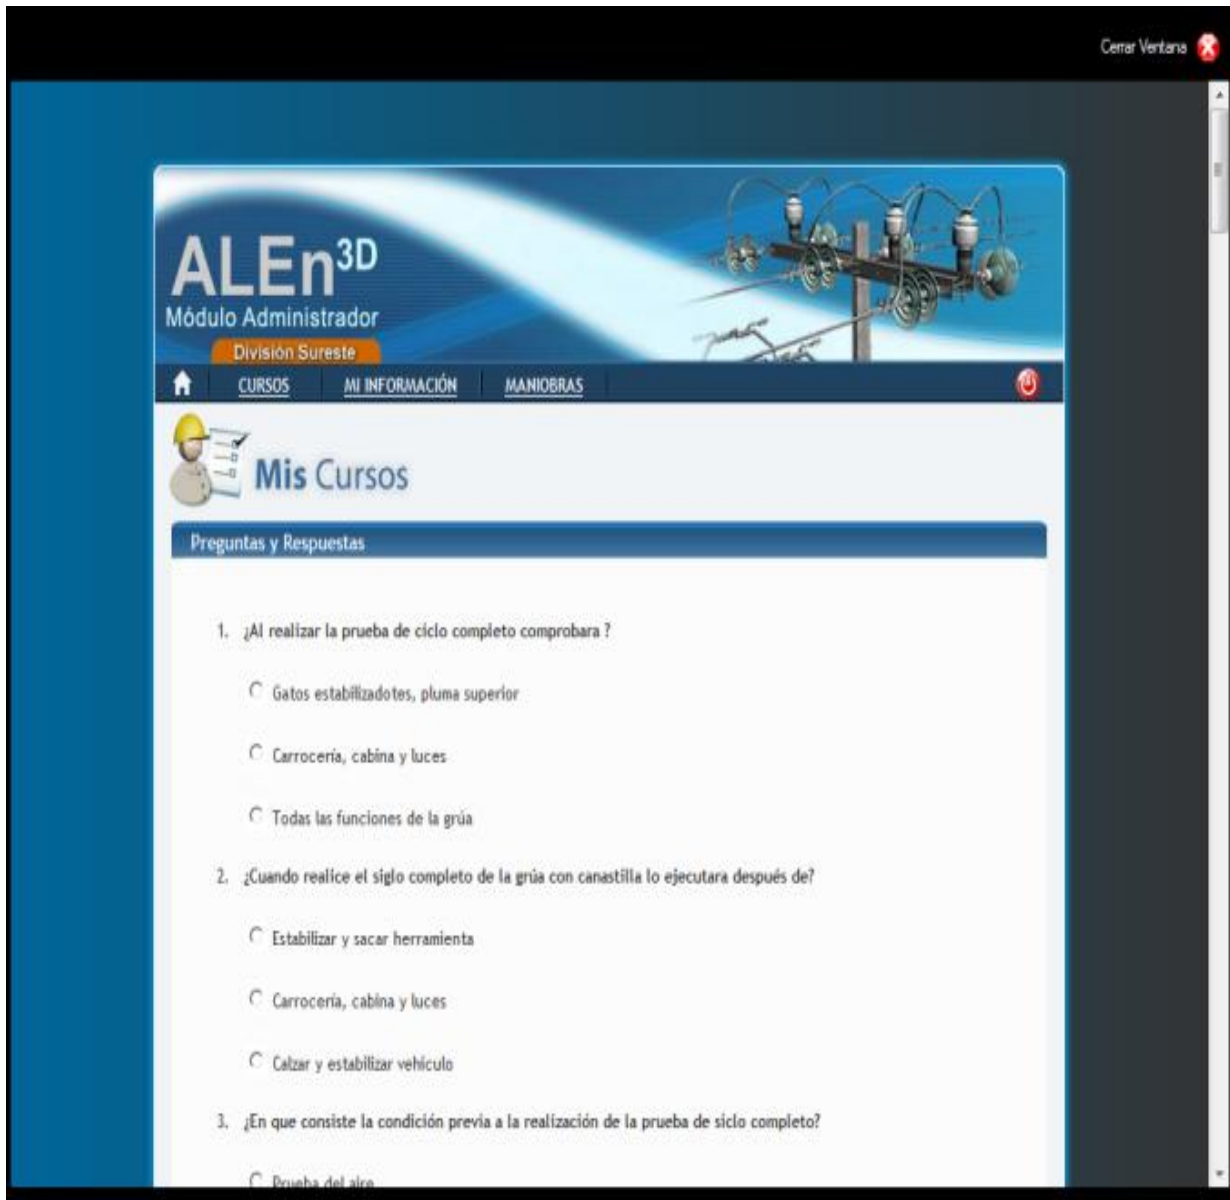 Cerrar Ventana
ALEn3D
Módulo Administrador
División Sureste
CURSOS MI INFORMACIÓN MANIOBRAS
Mis Cursos
Preguntas y Respuestas
1. ¿Al realizar la prueba de ciclo completo comprobara ?
Gatos estabilizadotes, pluma superior
Carrocería, cabina y luces
Todas las funciones de la grúa
2. ¿Cuando realice el siglo completo de la grúa con canastilla lo ejecutara después de?
Estabilizar y sacar herramienta
Carrocería, cabina y luces
Calzar y estabilizar vehículo
3. ¿En que consiste la condición previa a la realización de la prueba de siclo completo?
Prueba del aire